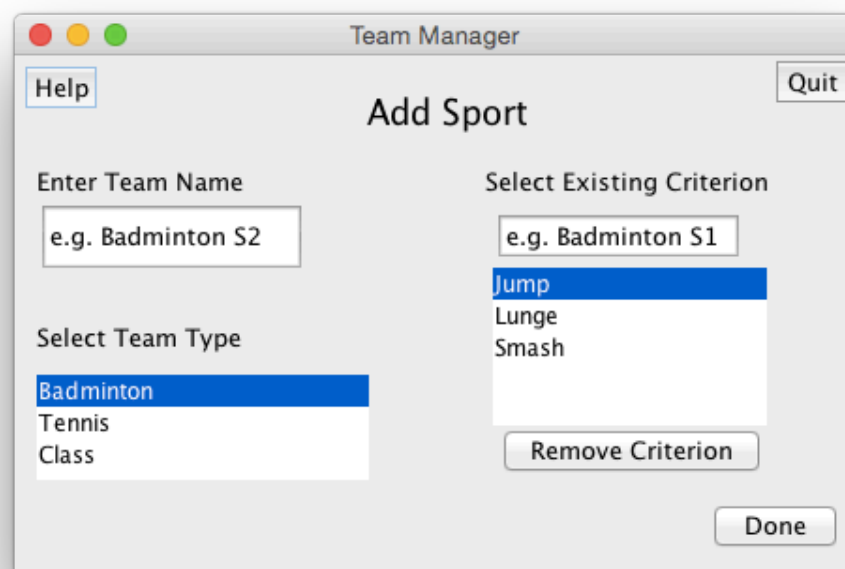 Team Manager
Help
Quit
Add Sport
Enter Team Name
e.g. Badminton S2
Select Team Type
Badminton
Tennis
Class
Select Existing Criterion
e.g. Badminton S1
Jump
Lunge
Smash
Remove Criterion
Done